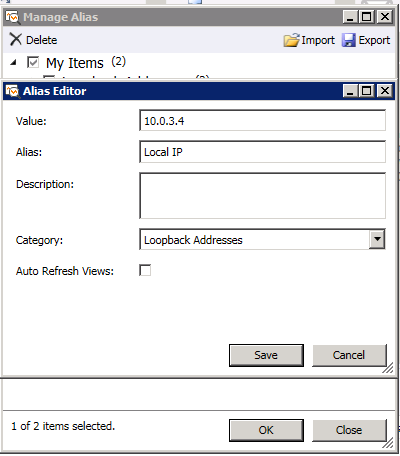 Manage Alias
Delete Import Export
My Items (2)
Alias Editor
Value: 10.0.3.4
Alias: Local IP
Description:
Category: Loopback Addresses
Auto Refresh Views:
Save Cancel
1 of 2 items selected.
OK Close